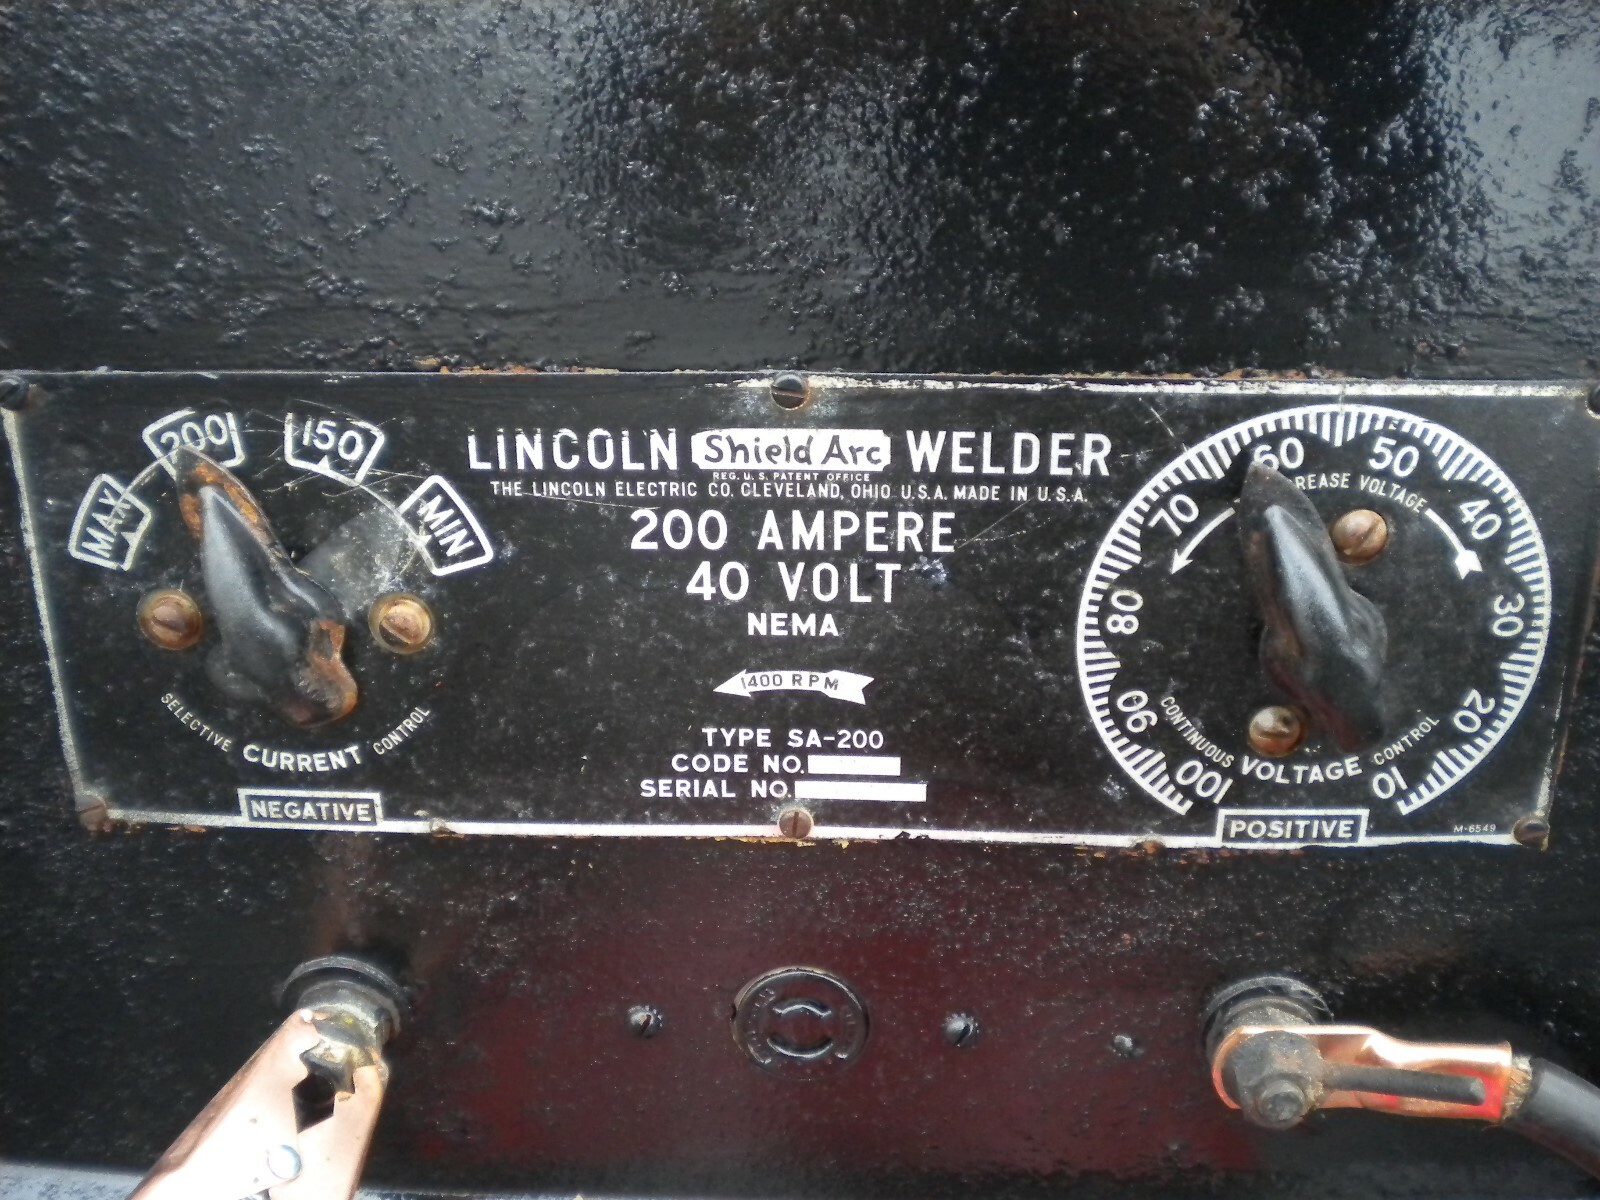 MAX
200
150
MIN
SELECTIVE CURRENT CONTROL
NEGATIVE
LINCOLN Shield Arc WELDER
REG. U.S. PATENT OFFICE
THE LINCOLN ELECTRIC CO. CLEVELAND, OHIO U.S.A. MADE IN U.S.A.
200 AMPERE
40 VOLT
NEMA
1400 RPM
TYPE SA-200
CODE NO.
SERIAL NO.
100
90
80
70
60
50
40
30
20
10
VOLTAGE
CONTINUOUS VOLTAGE CONTROL
POSITIVE
M-6549